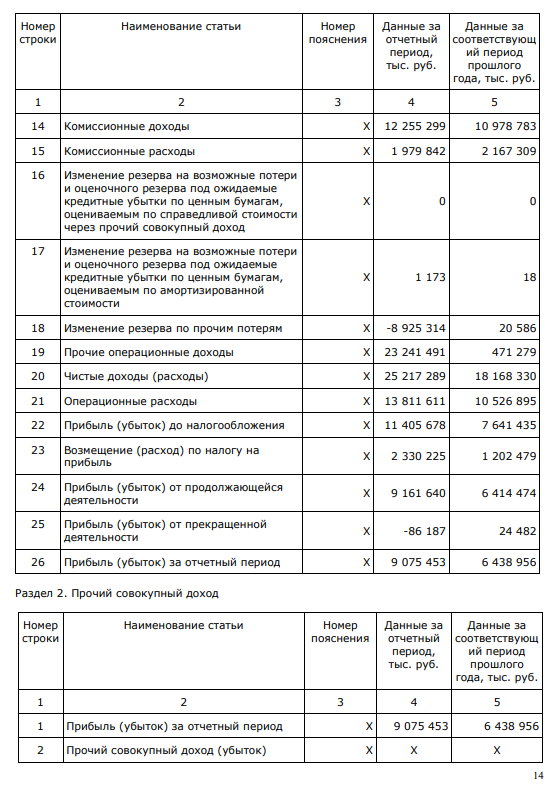 Номер строки Наименование статьи Номер пояснения Данные за отчетный период, тыс. руб. Данные за соответствующ ий период прошлого года, тыс. руб.
1 2 3 4 5
14 Комиссионные доходы X 12 255 299 10 978 783
15 Комиссионные расходы X 1 979 842 2 167 309
16 Изменение резерва на возможные потери
и оценочного резерва под ожидаемые
кредитные убытки по ценным бумагам,
оцениваемым по справедливой стоимости
через прочий совокупный доход X 0 0
17 Изменение резерва на возможные потери
и оценочного резерва под ожидаемые
кредитные убытки по ценным бумагам,
оцениваемым по амортизированной
стоимости X 1 173 18
18 Изменение резерва по прочим потерям X -8 925 314 20 586
19 Прочие операционные доходы X 23 241 491 471 279
20 Чистые доходы (расходы) X 25 217 289 18 168 330
21 Операционные расходы X 13 811 611 10 526 895
22 Прибыль (убыток) до налогообложения X 11 405 678 7 641 435
23 Возмещение (расход) по налогу на
прибыль X 2 330 225 1 202 479
24 Прибыль (убыток) от продолжающейся
деятельности X 9 161 640 6 414 474
25 Прибыль (убыток) от прекращенной
деятельности X -86 187 24 482
26 Прибыль (убыток) за отчетный период X 9 075 453 6 438 956
Раздел 2. Прочий совокупный доход
Номер строки Наименование статьи Номер пояснения Данные за отчетный период, тыс. руб. Данные за соответствующ ий период прошлого года, тыс. руб.
1 2 3 4 5
1 Прибыль (убыток) за отчетный период X 9 075 453 6 438 956
2 Прочий совокупный доход (убыток) X X X
14